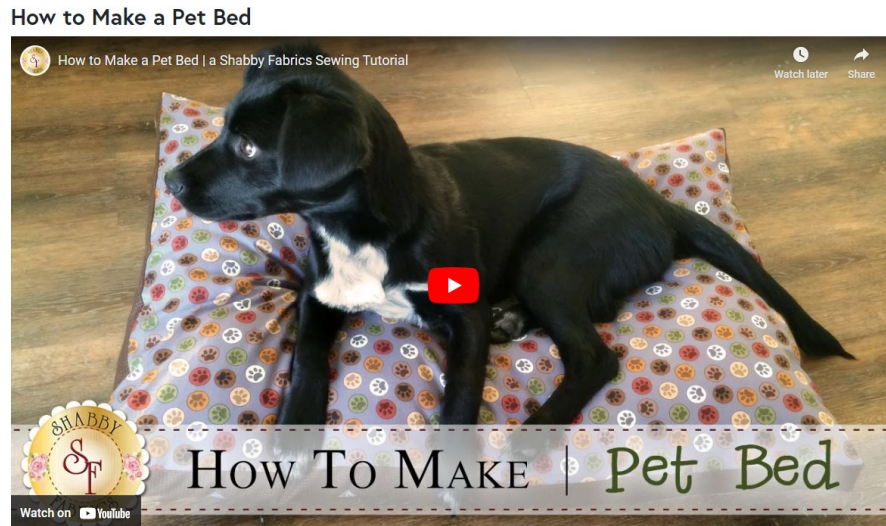 How to Make a Pet Bed
How to Make a Pet Bed | a Shabby Fabrics Sewing Tutorial
Watch later
Share
SHABBY
SF
How To Make | Pet Bed
Watch on YouTube